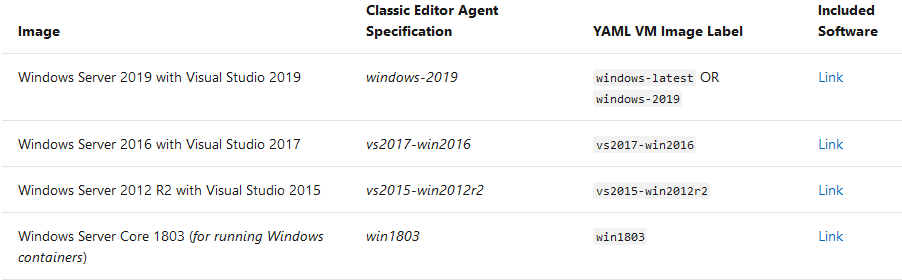 Image Classic Editor Agent Specification YAML VM Image Label Included Software
Windows Server 2019 with Visual Studio 2019 windows-2019 windows-latest OR
windows-2019 Link
Windows Server 2016 with Visual Studio 2017 vs2017-win2016 vs2017-win2016 Link
Windows Server 2012 R2 with Visual Studio 2015 vs2015-win2012r2 vs2015-win2012r2 Link
Windows Server Core 1803 (for running Windows
containers) win1803 win1803 Link